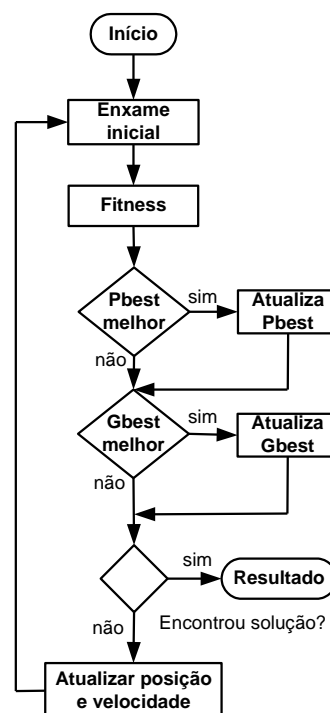 Início
Enxame
inicial
Fitness
Pbest
melhor
sim
Atualiza
Pbest
não
Gbest
melhor
sim
Atualiza
Gbest
não
sim
Resultado
não
Encontrou solução?
Atualizar posição
e velocidade